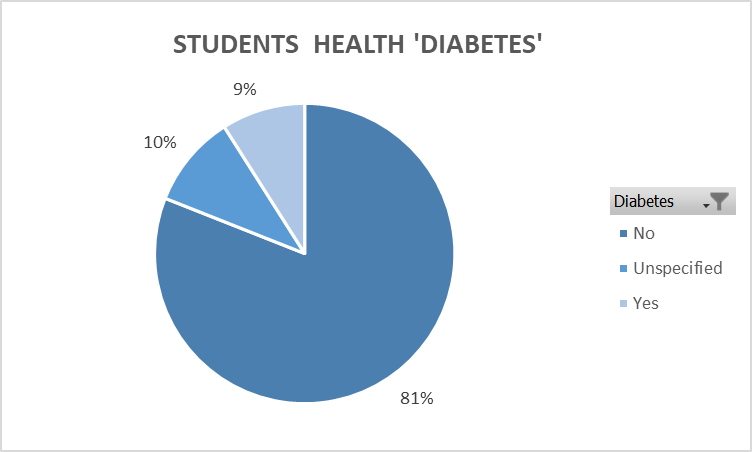 STUDENTS  HEALTH 'DIABETES'
9%
10%
81%
Diabetes
No
Unspecified
Yes